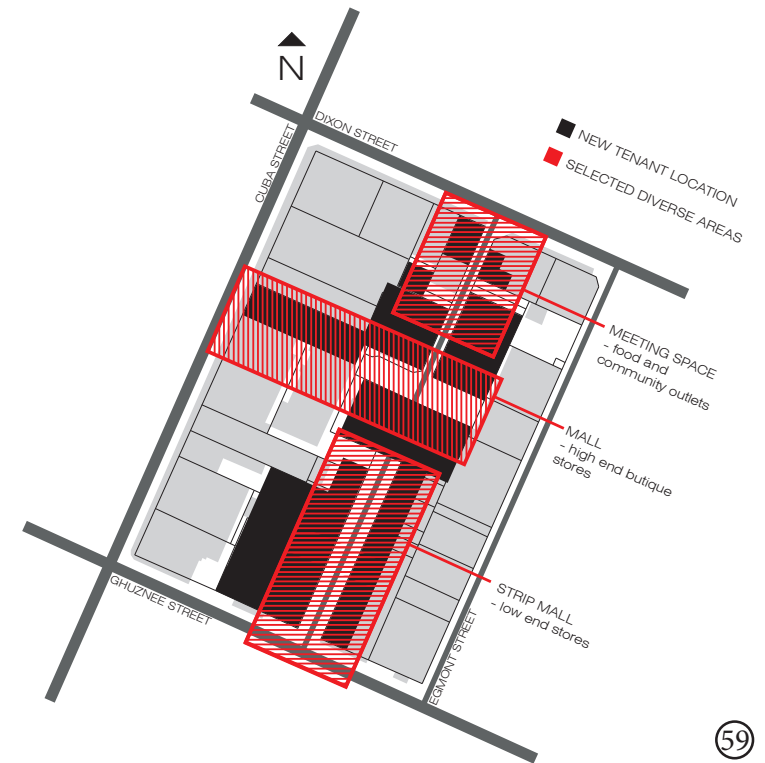 N
DIXON STREET
CUBA STREET
NEW TENANT LOCATION
SELECTED DIVERSE AREAS
MEETING SPACE
- food and
community outlets
MALL
- high end butique
stores
STRIP MALL
- low end stores
GHUZNEE STREET
EGMONT STREET
59